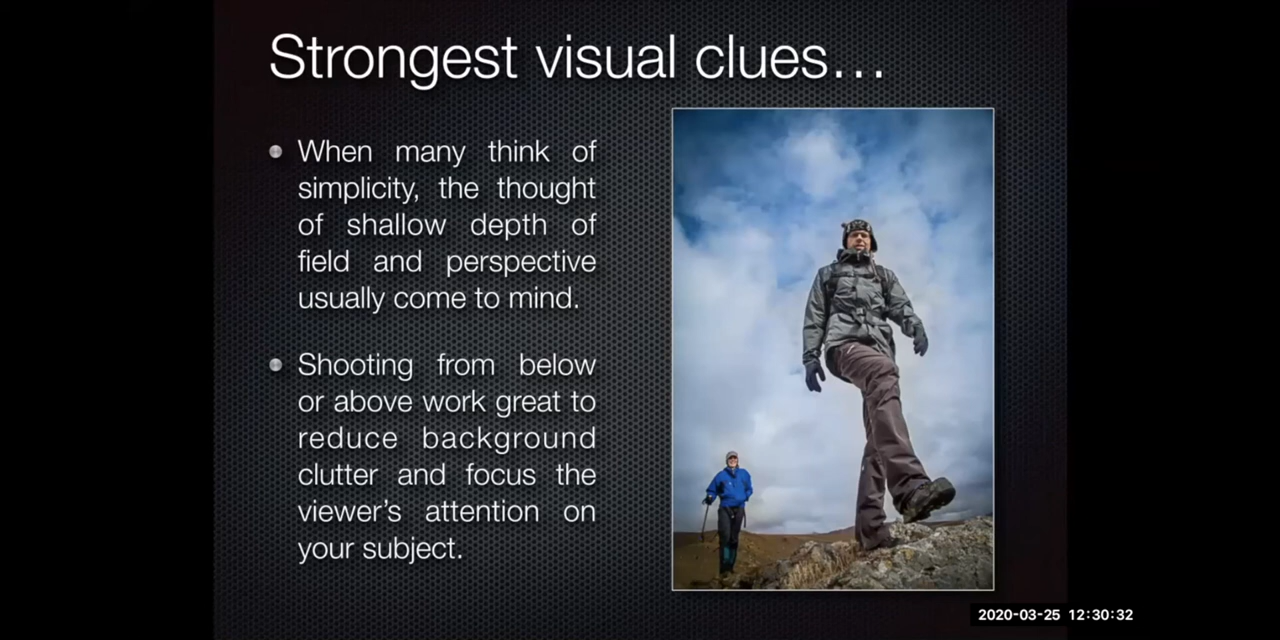 Strongest visual clues...
When many think of
simplicity, the thought
of shallow depth of
field and perspective
usually come to mind.
Shooting from below
or above work great to
reduce background
clutter and focus the
viewer's attention on
your subject.
2020-03-25 12:30:32